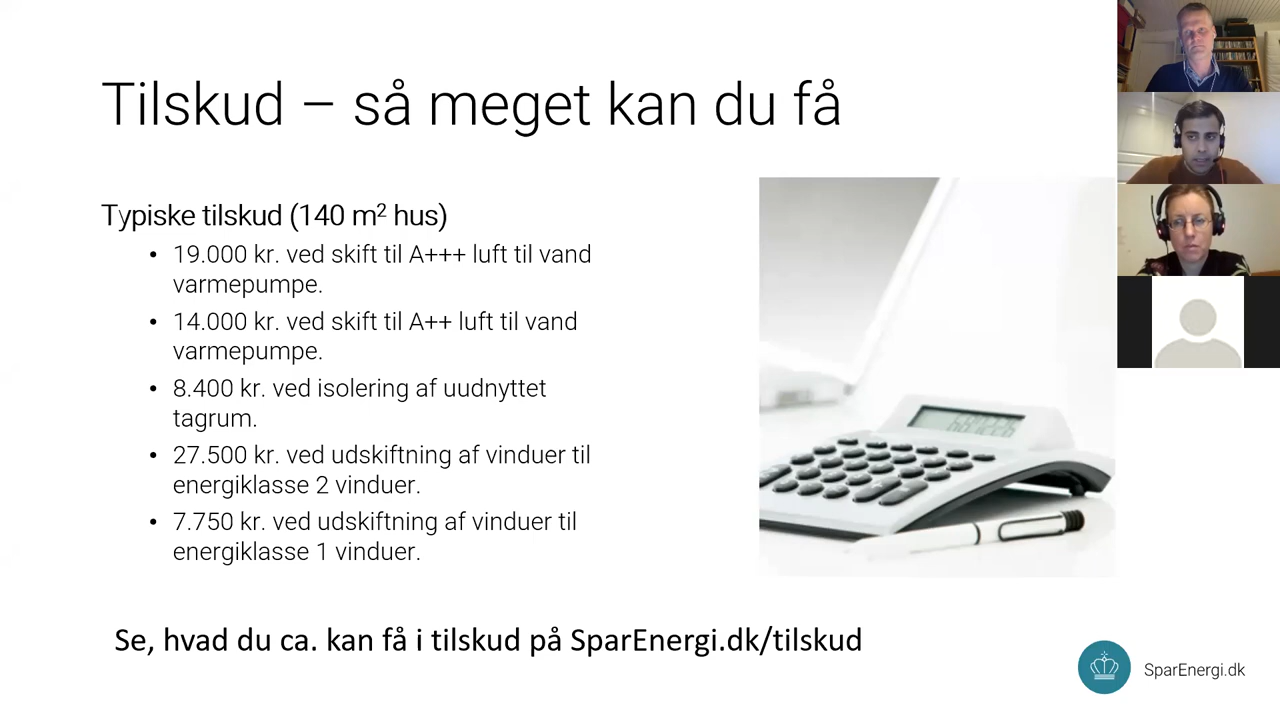 Tilskud – så meget kan du få
Typiske tilskud (140 m² hus)
• 19.000 kr. ved skift til A+++ luft til vand
varmepumpe.
• 14.000 kr. ved skift til A++ luft til vand
varmepumpe.
• 8.400 kr. ved isolering af uudnyttet
tagrum.
• 27.500 kr. ved udskiftning af vinduer til
energiklasse 2 vinduer.
• 7.750 kr. ved udskiftning af vinduer til
energiklasse 1 vinduer.
Se, hvad du ca. kan få i tilskud på SparEnergi.dk/tilskud
SparEnergi.dk